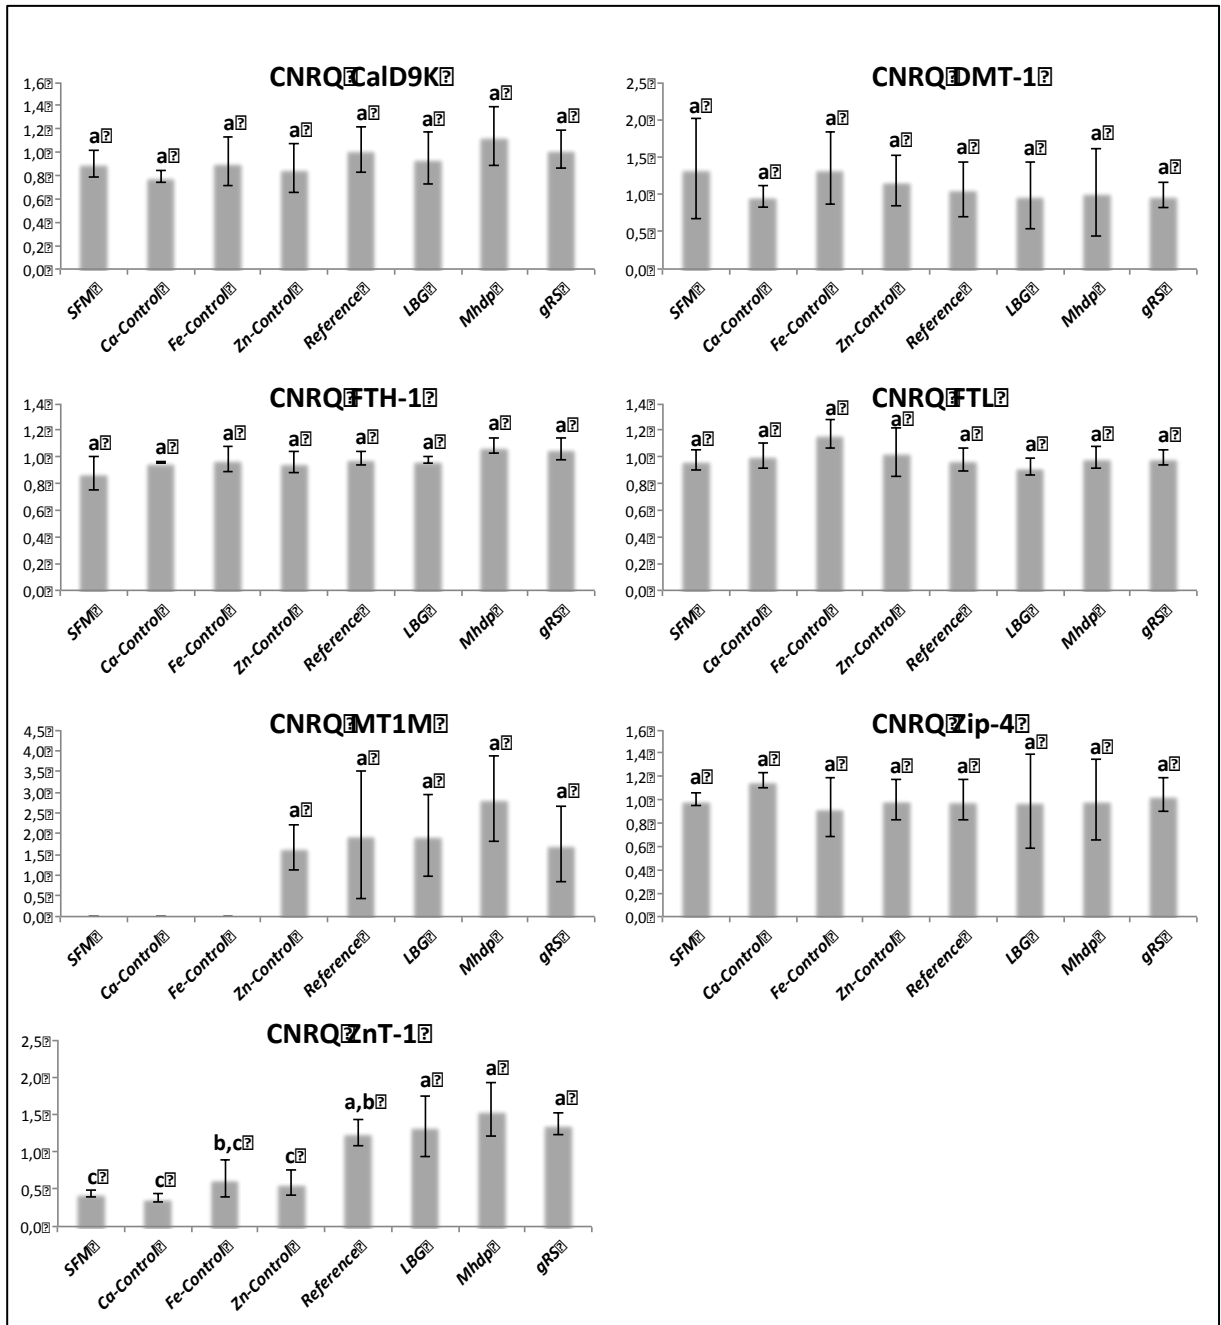 CNRQ CalD9K
1,6
1,4
1,2
1,0
0,8
0,6
0,4
0,2
0,0
a a a a a a a a
SFM Ca-Control Fe-Control Zn-Control Reference LBG Mhdp gRS
CNRQ DMT-1
2,5
2,0
1,5
1,0
0,5
0,0
a a a a a a a a
SFM Ca-Control Fe-Control Zn-Control Reference LBG Mhdp gRS
CNRQ FTH-1
1,4
1,2
1,0
0,8
0,6
0,4
0,2
0,0
a a a a a a a a
SFM Ca-Control Fe-Control Zn-Control Reference LBG Mhdp gRS
CNRQ FTL
1,4
1,2
1,0
0,8
0,6
0,4
0,2
0,0
a a a a a a a a
SFM Ca-Control Fe-Control Zn-Control Reference LBG Mhdp gRS
CNRQ MT1M
4,5
4,0
3,5
3,0
2,5
2,0
1,5
1,0
0,5
0,0
a a a a a
SFM Ca-Control Fe-Control Zn-Control Reference LBG Mhdp gRS
CNRQ Zip-4
1,6
1,4
1,2
1,0
0,8
0,6
0,4
0,2
0,0
a a a a a a a a
SFM Ca-Control Fe-Control Zn-Control Reference LBG Mhdp gRS
CNRQ ZnT-1
2,5
2,0
1,5
1,0
0,5
0,0
c c b,c c a,b a a a
SFM Ca-Control Fe-Control Zn-Control Reference LBG Mhdp gRS